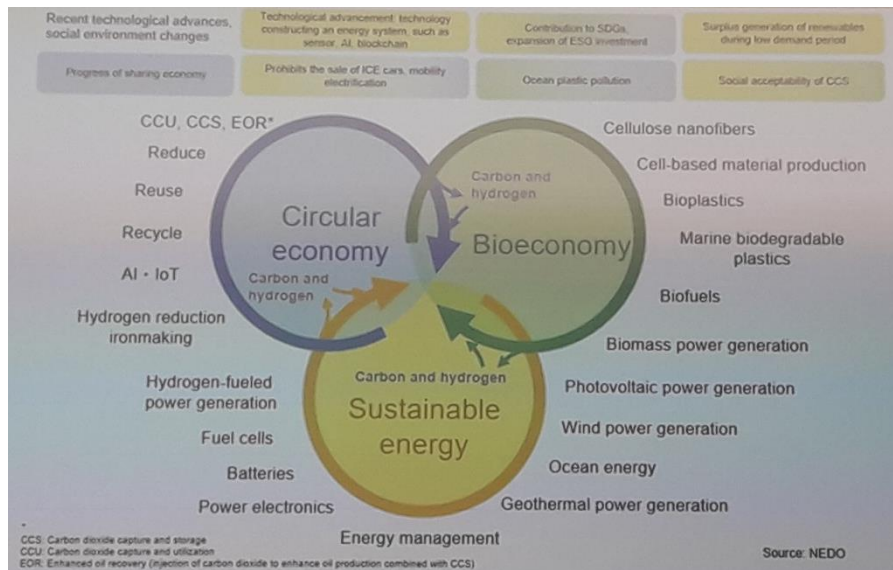 Recent technological advances,
social environment changes
Technological advancement: technology
constructing an energy system, such as
sensor, AI, blockchain
Contribution to SDGs,
expansion of ESG investment
Surplus generation of renewables
during low demand period
Progress of sharing economy
Prohibits the sale of ICE cars, mobility
electrification
Ocean plastic pollution
Social acceptability of CCS
CCU, CCS, EOR*
Reduce
Reuse
Recycle
AI・IoT
Hydrogen reduction
ironmaking
Hydrogen-fueled
power generation
Fuel cells
Batteries
Power electronics
Energy management
Circular
economy
Carbon and
hydrogen
Carbon and
hydrogen
Bioeconomy
Carbon and hydrogen
Sustainable
energy
Cellulose nanofibers
Cell-based material production
Bioplastics
Marine biodegradable
plastics
Biofuels
Biomass power generation
Photovoltaic power generation
Wind power generation
Ocean energy
Geothermal power generation
CCS: Carbon dioxide capture and storage
CCU: Carbon dioxide capture and utilization
EOR: Enhanced oil recovery (injection of carbon dioxide to enhance oil production combined with CCS)
Source: NEDO